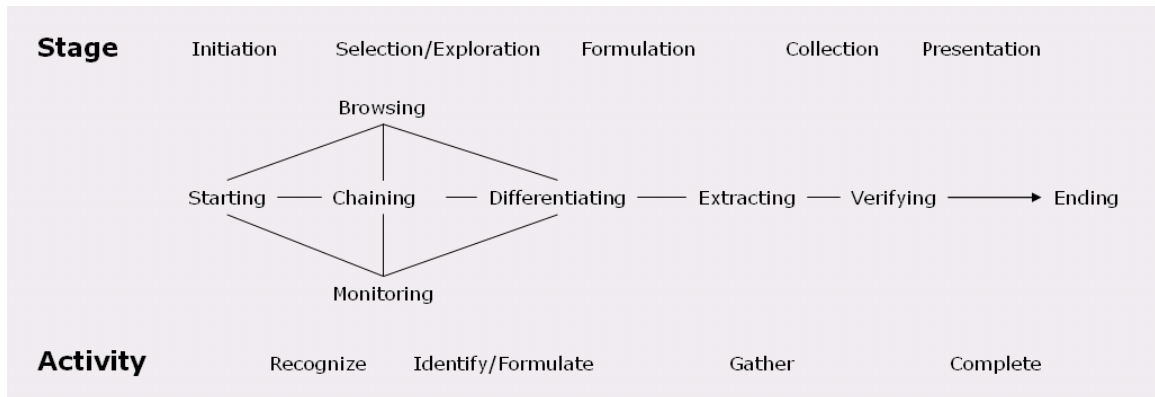 Stage Initiation Selection/Exploration Formulation Collection Presentation
Browsing
Starting Chaining Differentiating Extracting Verifying Ending
Monitoring
Activity Recognize Identify/Formulate Gather Complete